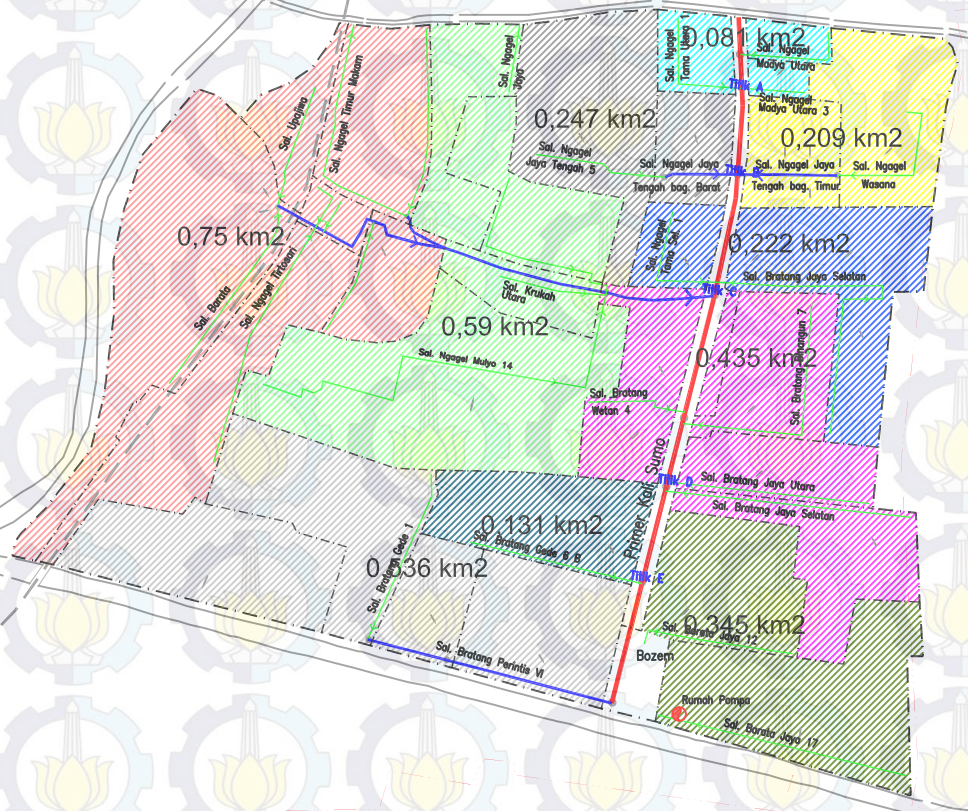 0,081 km2
Sal. Ngagel
Tama Utara 1
Sal. Ngagel
Madya Utara
Sal. Ngagel
Jaya
Sal. Ngagel Timur Makam
Sal. Upajiwa
Titik A
Sal. Ngagel
Madya Utara 3
0,247 km2
0,209 km2
Sal. Ngagel
Jaya Tengah 5
Sal. Ngagel Jaya
Tengah bag. Barat
Titik B
Sal. Ngagel Jaya
Tengah bag. Timur
Sal. Ngagel
Wasana
0,75 km2
Sal. Ngagel
Tama Sel. 1
0,222 km2
Sal. Bratang Jaya Selatan
Sal. Barata
Sal. Ngagel Tirtosari
Sal. Krukah
Utara
Titik C
0,59 km2
Sal. Ngagel Mulyo 14
0,435 km2
Sal. Bratang Binangun 7
Sal. Bratang
Wetan 4
Primer Kali Sumo
Titik D
Sal. Bratang Jaya Utara
Sal. Bratang Jaya Selatan
0,131 km2
Sal. Bratang Gede 6 B
Sal. Bratang Gede 1
0,336 km2
Titik E
0,345 km2
Sal. Barata Jaya 12
Bozem
Sal. Bratang Perintis VI
Rumah Pompa
Sal. Barata Jaya 17